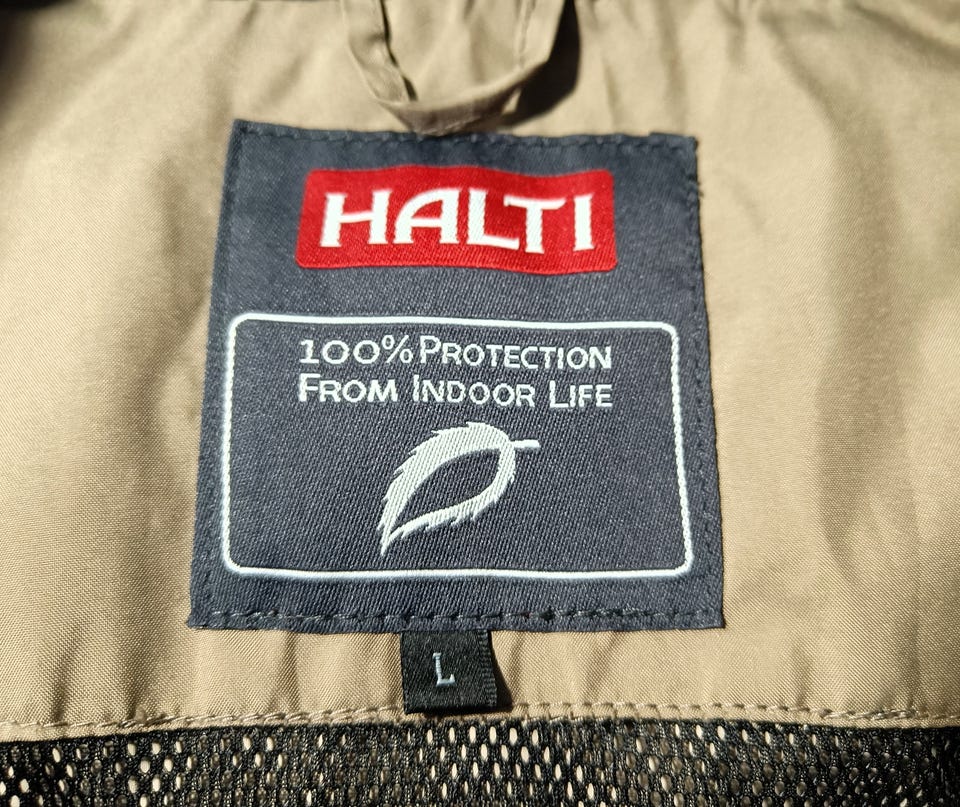 HALTI
100% PROTECTION
FROM INDOOR LIFE
L